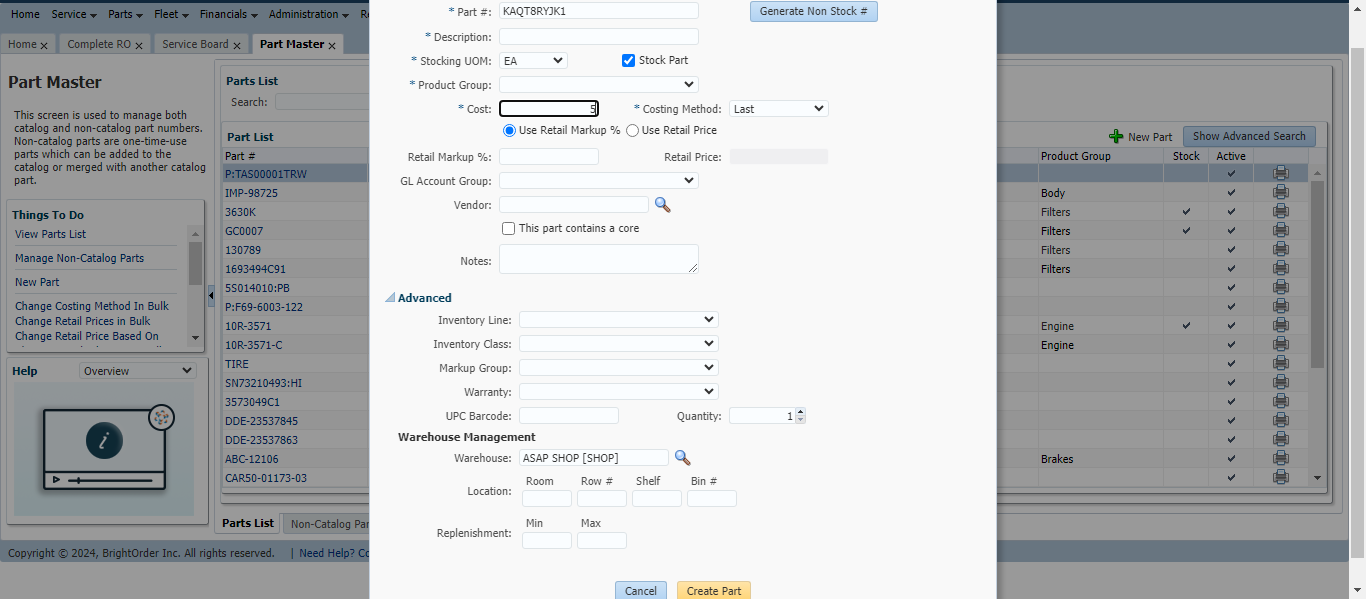 Home Service Parts Fleet Financials Administration Re
Home x Complete RO x Service Board x Part Master x
Part Master
This screen is used to manage both
catalog and non-catalog part numbers.
Non-catalog parts are one-time-use
parts which can be added to the
catalog or merged with another catalog
part.
Things To Do
View Parts List
Manage Non-Catalog Parts
New Part
Change Costing Method In Bulk
Change Retail Prices in Bulk
Change Retail Price Based On
Help Overview
Parts List
Search:
Part List
Part #
P:TAS00001TRW
IMP-98725
3630K
GC0007
130789
1693494C91
5S014010:PB
P:F69-6003-122
10R-3571
10R-3571-C
TIRE
SN73210493:HI
3573049C1
DDE-23537845
DDE-23537863
ABC-12106
CAR50-01173-03
Parts List Non-Catalog Par
* Part #: KAQT8RYJK1 Generate Non Stock #
* Description:
* Stocking UOM: EA Stock Part
* Product Group:
* Cost: 5 * Costing Method: Last
Use Retail Markup % Use Retail Price
Retail Markup %: Retail Price:
GL Account Group:
Vendor:
This part contains a core
Notes:
Advanced
Inventory Line:
Inventory Class:
Markup Group:
Warranty:
UPC Barcode: Quantity: 1
Warehouse Management
Warehouse: ASAP SHOP [SHOP]
Room Row # Shelf Bin #
Location:
Min Max
Replenishment:
Cancel Create Part
New Part Show Advanced Search
Product Group Stock Active
Body
Filters
Filters
Filters
Filters
Engine
Engine
Brakes
Copyright © 2024, BrightOrder Inc. All rights reserved. | Need Help? Co